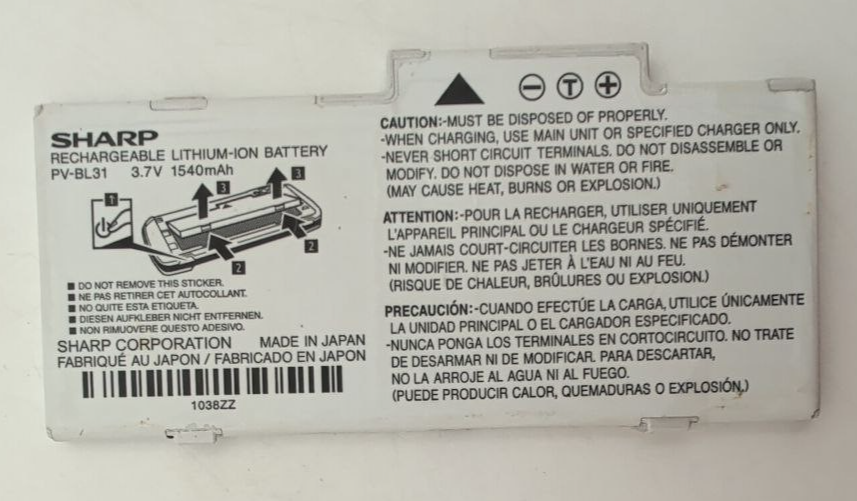 SHARP
RECHARGEABLE LITHIUM-ION BATTERY
PV-BL31 3.7V 1540mAh
1
3
3
2
2
■ DO NOT REMOVE THIS STICKER.
■ NE PAS RETIRER CET AUTOCOLLANT.
■ NO QUITE ESTA ETIQUETA.
■ DIESEN AUFKLEBER NICHT ENTFERNEN.
■ NON RIMUOVERE QUESTO ADESIVO.
SHARP CORPORATION MADE IN JAPAN
FABRIQUÉ AU JAPON / FABRICADO EN JAPON
1038ZZ
− T +
CAUTION:-MUST BE DISPOSED OF PROPERLY.
-WHEN CHARGING, USE MAIN UNIT OR SPECIFIED CHARGER ONLY.
-NEVER SHORT CIRCUIT TERMINALS. DO NOT DISASSEMBLE OR
MODIFY. DO NOT DISPOSE IN WATER OR FIRE.
(MAY CAUSE HEAT, BURNS OR EXPLOSION.)
ATTENTION:-POUR LA RECHARGER, UTILISER UNIQUEMENT
L'APPAREIL PRINCIPAL OU LE CHARGEUR SPÉCIFIÉ.
-NE JAMAIS COURT-CIRCUITER LES BORNES. NE PAS DÉMONTER
NI MODIFIER. NE PAS JETER À L'EAU NI AU FEU.
(RISQUE DE CHALEUR, BRÛLURES OU EXPLOSION.)
PRECAUCIÓN:-CUANDO EFECTÚE LA CARGA, UTILICE ÚNICAMENTE
LA UNIDAD PRINCIPAL O EL CARGADOR ESPECIFICADO.
-NUNCA PONGA LOS TERMINALES EN CORTOCIRCUITO. NO TRATE
DE DESARMAR NI DE MODIFICAR. PARA DESCARTAR,
NO LA ARROJE AL AGUA NI AL FUEGO.
(PUEDE PRODUCIR CALOR, QUEMADURAS O EXPLOSIÓN.)